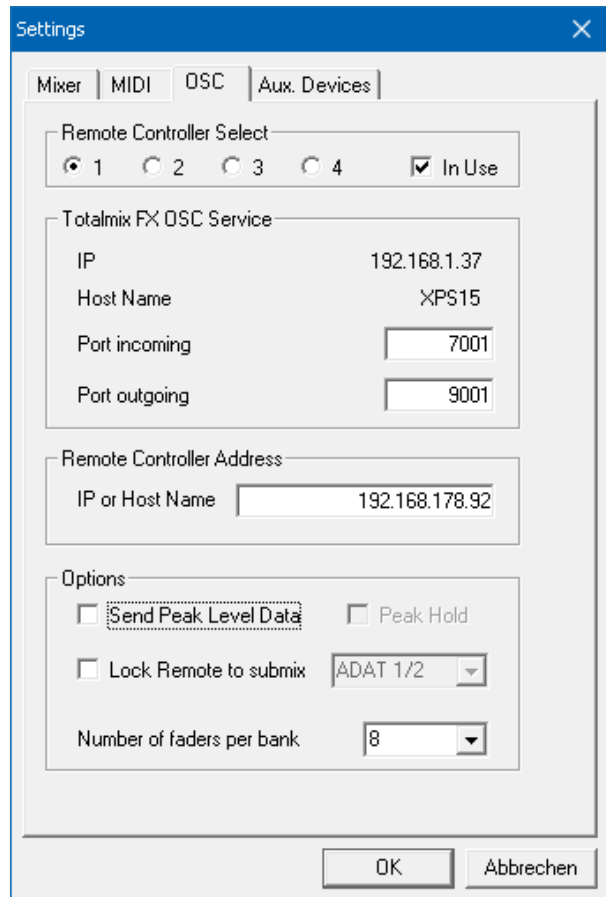 Settings
Mixer MIDI OSC Aux. Devices
Remote Controller Select
1 2 3 4 In Use
Totalmix FX OSC Service
IP 192.168.1.37
Host Name XPS15
Port incoming 7001
Port outgoing 9001
Remote Controller Address
IP or Host Name 192.168.178.92
Options
Send Peak Level Data Peak Hold
Lock Remote to submix ADAT 1/2
Number of faders per bank 8
OK Abbrechen